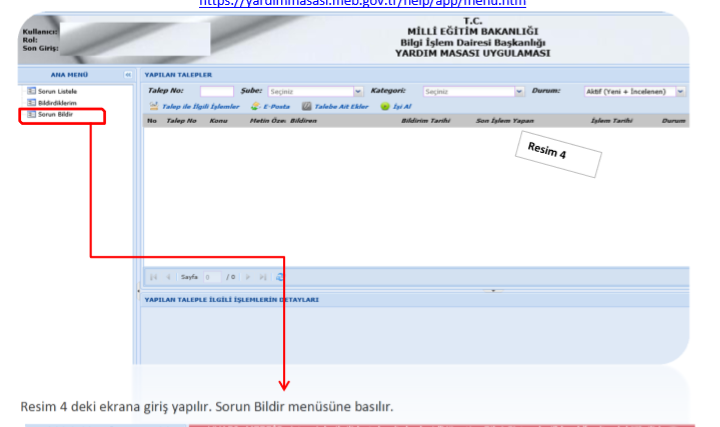 https://yardimmasasi.meb.gov.tr/help/app/menu.htm
T.C.
MİLLİ EĞİTİM BAKANLIĞI
Bilgi İşlem Dairesi Başkanlığı
YARDIM MASASI UYGULAMASI
Kullanıcı:
Rol:
Son Giriş:
ANA MENÜ
Sorun Listele
Bildirdiklerim
Sorun Bildir
YAPILAN TALEPLER
Talep No: Şube: Seçiniz Kategori: Seçiniz Durum: Aktif (Yeni + İncelenen)
Talep ile İlgili İşlemler E-Posta Talebe Ait Ekler İşi Al
No Talep No Konu Metin Özeti Bildiren Bildirim Tarihi Son İşlem Yapan İşlem Tarihi Durum
Resim 4
Sayfa 0 / 0
YAPILAN TALEPLE İLGİLİ İŞLEMLERİN DETAYLARI
Resim 4 deki ekrana giriş yapılır. Sorun Bildir menüsüne basılır.